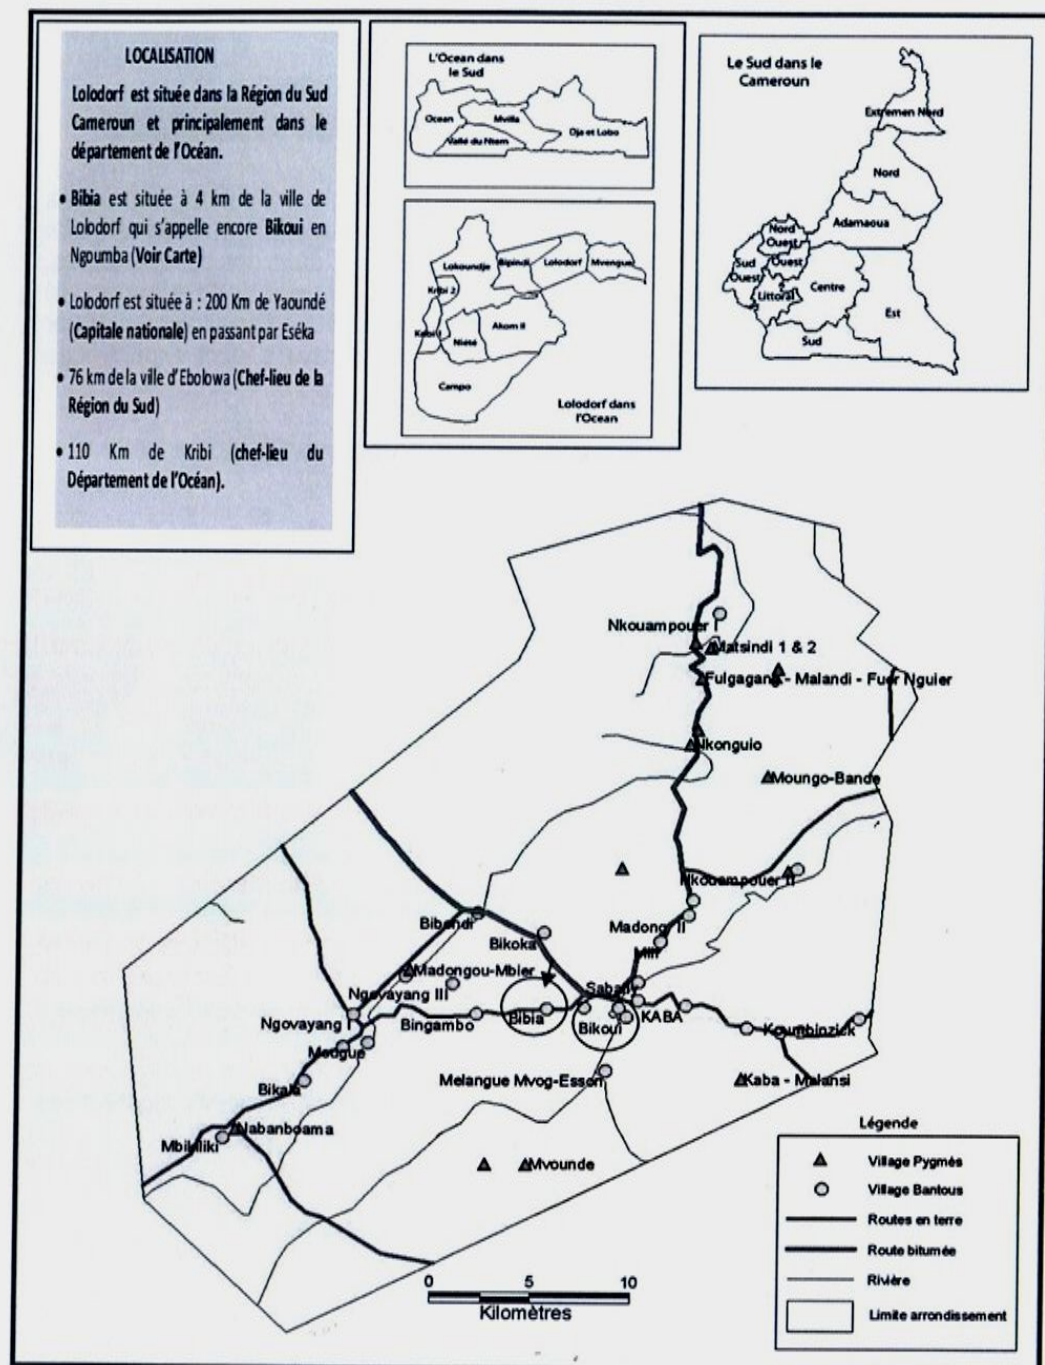 LOCALISATION
Lolodorf est située dans la Région du Sud
Cameroun et principalement dans le
département de l'Océan.
• Bibia est située à 4 km de la ville de
Lolodorf qui s'appelle encore Bikoui en
Ngoumba (Voir Carte)
• Lolodorf est située à : 200 Km de Yaoundé
(Capitale nationale) en passant par Eséka
• 76 km de la ville d'Ebolowa (Chef-lieu de la
Région du Sud)
• 110 Km de Kribi (chef-lieu du
Département de l'Océan).
L'Ocean dans
le Sud
Ocean
Mvilla
Dja et Lobo
Vallé du Ntem
Lokoundje
Bipindi
Lolodorf
Mvengue
Kribi 2
Kribi 1
Nieté
Akom II
Campo
Lolodorf dans
l'Ocean
Le Sud dans le
Cameroun
Extremen Nord
Nord
Adamaoua
Nord
Ouest
Ouest
Sud
Ouest
Littoral
Centre
Est
Sud
Nkouampouer I
Matsindi 1 & 2
Fulgagang - Malandi - Fuer Nguier
Nkonguio
Moungo-Bande
Nkouampouer II
Bibondi
Bikoka
Madong II
Mill
Madongou-Mbier
Ngovayang III
Sabally
Ngovayang I
Bingambo
Bibia
Bikoui
KABA
Koumbinzick
Mougue
Melangue Mvog-Esson
Kaba - Malansi
Bikala
Nabanboama
Mbikiliki
Mvounde
Légende
Village Pygmés
Village Bantous
Routes en terre
Route bitumée
Rivière
Limite arrondissement
0 5 10
Kilomètres